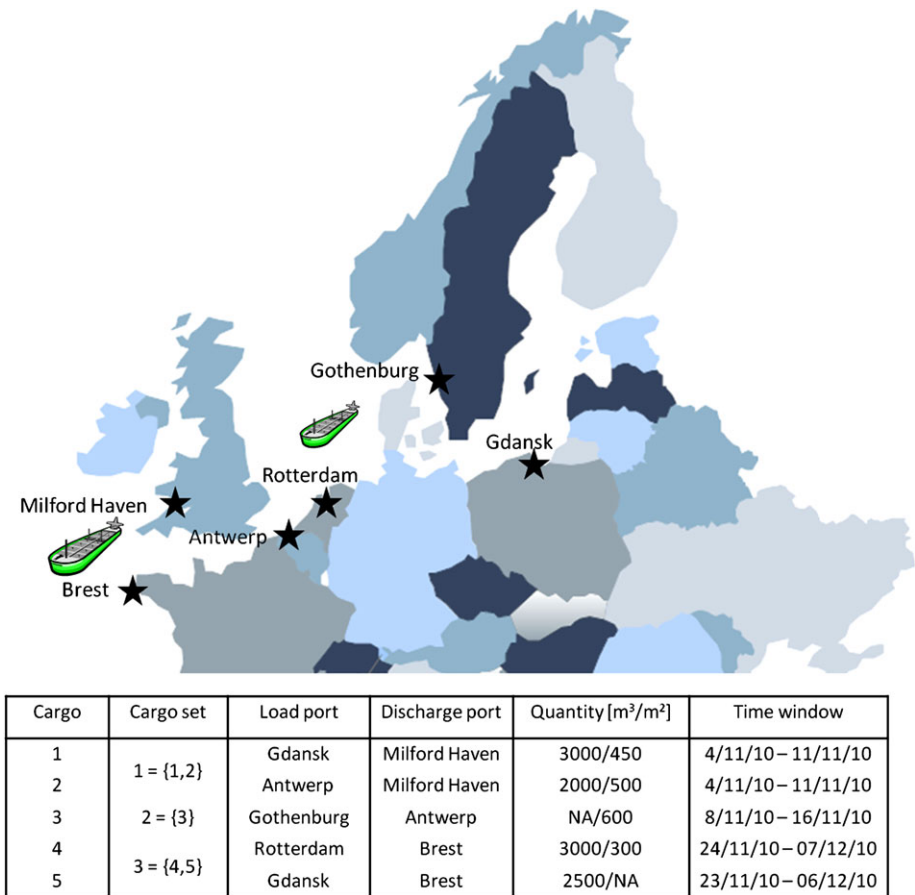 Gothenburg
Gdansk
Rotterdam
Milford Haven
Antwerp
Brest
Cargo Cargo set Load port Discharge port Quantity [m³/m²] Time window
1 1 = {1,2} Gdansk Milford Haven 3000/450 4/11/10 – 11/11/10
2 Antwerp Milford Haven 2000/500 4/11/10 – 11/11/10
3 2 = {3} Gothenburg Antwerp NA/600 8/11/10 – 16/11/10
4 3 = {4,5} Rotterdam Brest 3000/300 24/11/10 – 07/12/10
5 Gdansk Brest 2500/NA 23/11/10 – 06/12/10